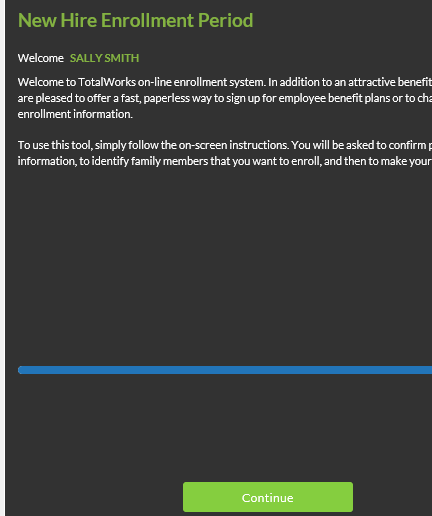 New Hire Enrollment Period
Welcome SALLY SMITH
Welcome to TotalWorks on-line enrollment system. In addition to an attractive benefit
are pleased to offer a fast, paperless way to sign up for employee benefit plans or to cha
enrollment information.
To use this tool, simply follow the on-screen instructions. You will be asked to confirm p
information, to identify family members that you want to enroll, and then to make your
Continue